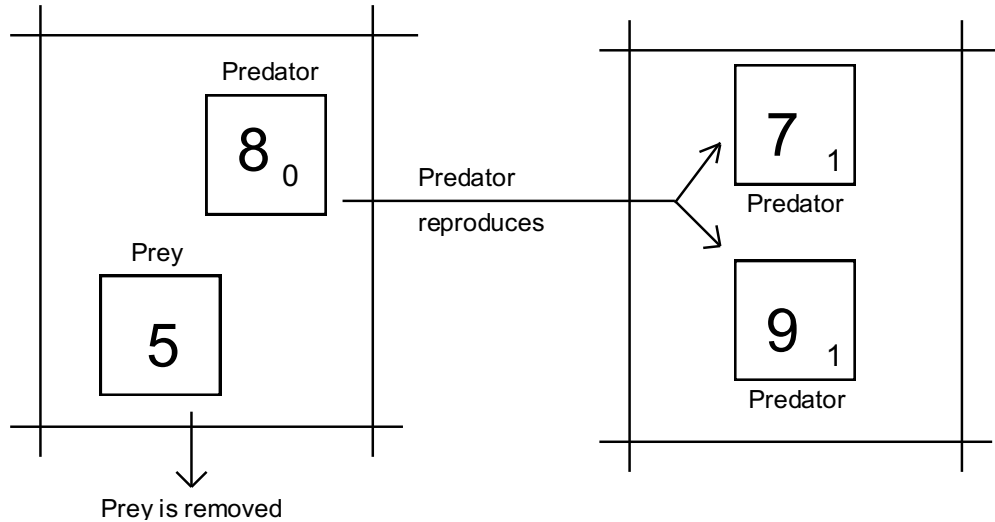 Predator
8 0
Prey
5
Prey is removed
Predator
reproduces
7 1
Predator
9 1
Predator